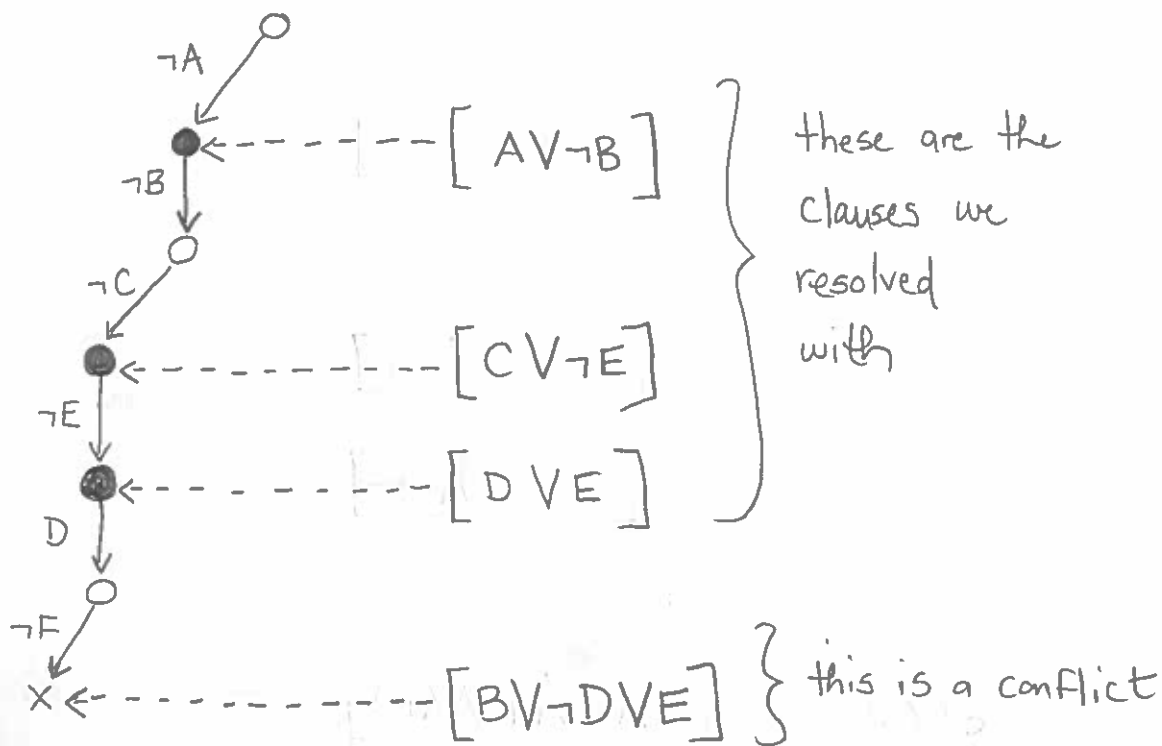 ¬A
[ A V ¬B ]
these are the
clauses we
resolved
with
¬B
¬C
[ C V ¬E ]
¬E
[ D V E ]
D
¬F
X
[ B V ¬D V E ]
this is a conflict